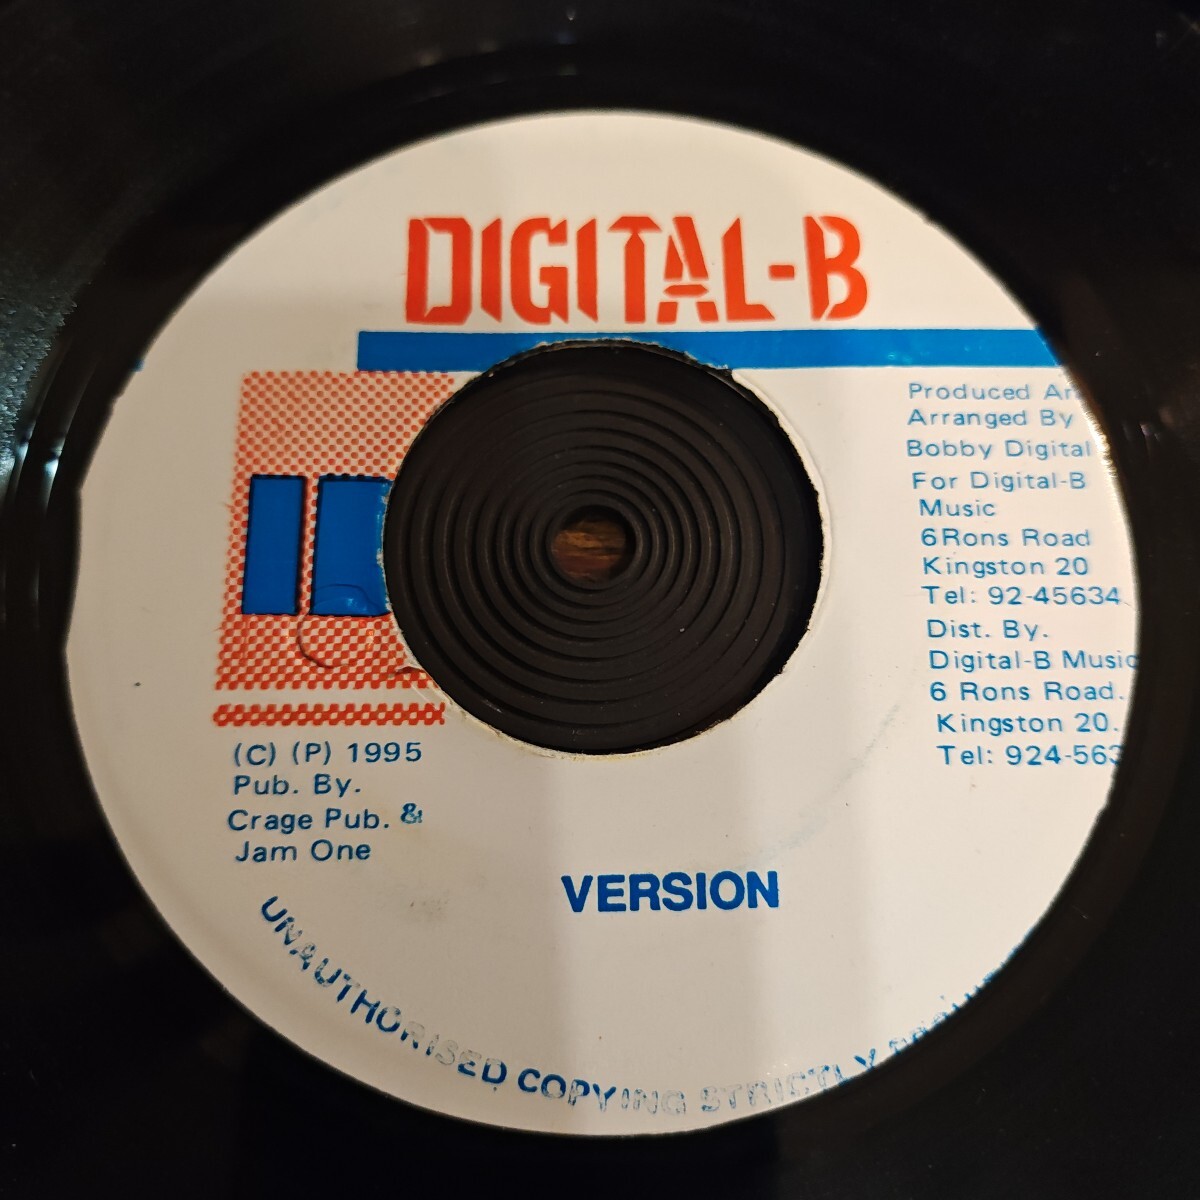 DIGITAL-B
Produced An
Arranged By
Bobby Digital
For Digital-B
Music
6Rons Road
Kingston 20
Tel: 92-45634
Dist. By.
Digital-B Music
6 Rons Road.
Kingston 20.
Tel: 924-563
(C) (P) 1995
Pub. By.
Crage Pub. &
Jam One
VERSION
UNAUTHORISED COPYING STRICTLY